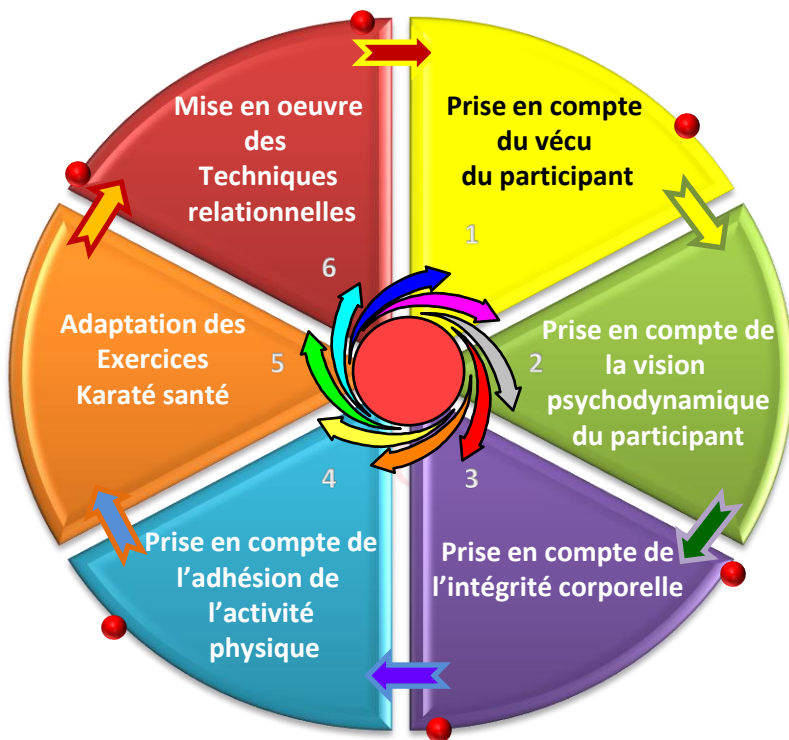 Prise en compte
du vécu
du participant
1
Prise en compte de
la vision
psychodynamique
du participant
2
Prise en compte de
l'intégrité corporelle
3
Prise en compte de
l'adhésion de
l'activité
physique
4
Adaptation des
Exercices
Karaté santé
5
Mise en oeuvre
des
Techniques
relationnelles
6